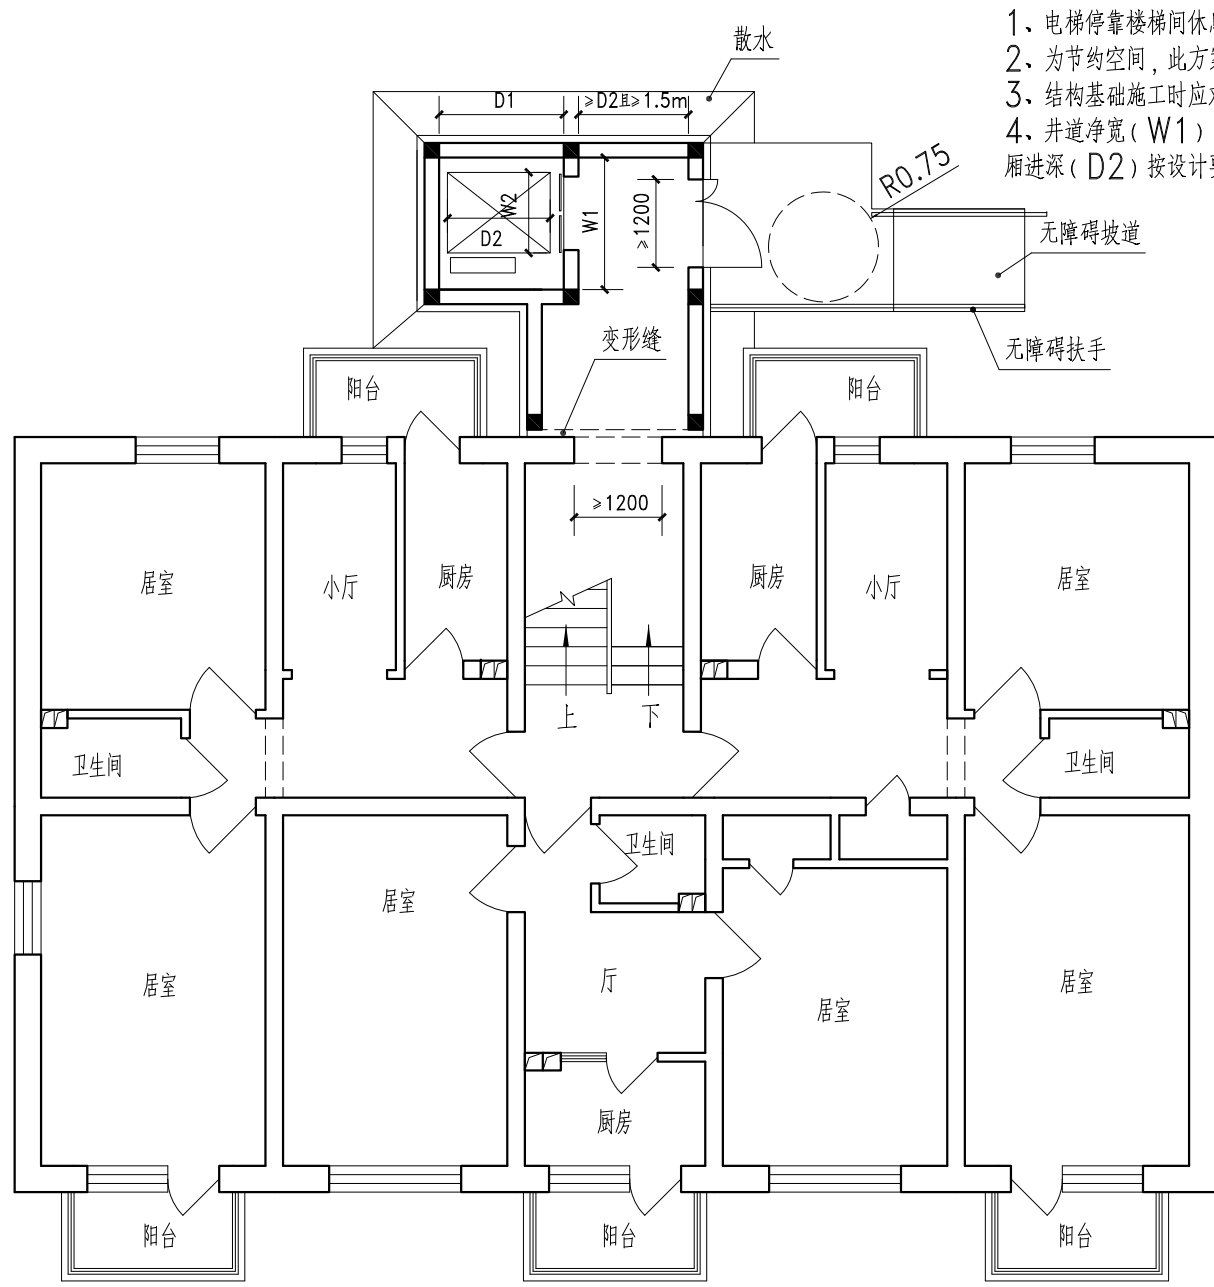 1、电梯停靠楼梯间休
2、为节约空间，此方
3、结构基础施工时应
4、井道净宽(W1)
厢进深(D2)按设计
散水
D1
≥D2且≥1.5m
R0.75
W2
D2
W1
≥1200
无障碍坡道
无障碍扶手
变形缝
阳台
阳台
≥1200
居室
小厅
厨房
厨房
小厅
居室
上
下
卫生间
卫生间
卫生间
居室
居室
厅
居室
居室
厨房
阳台
阳台
阳台